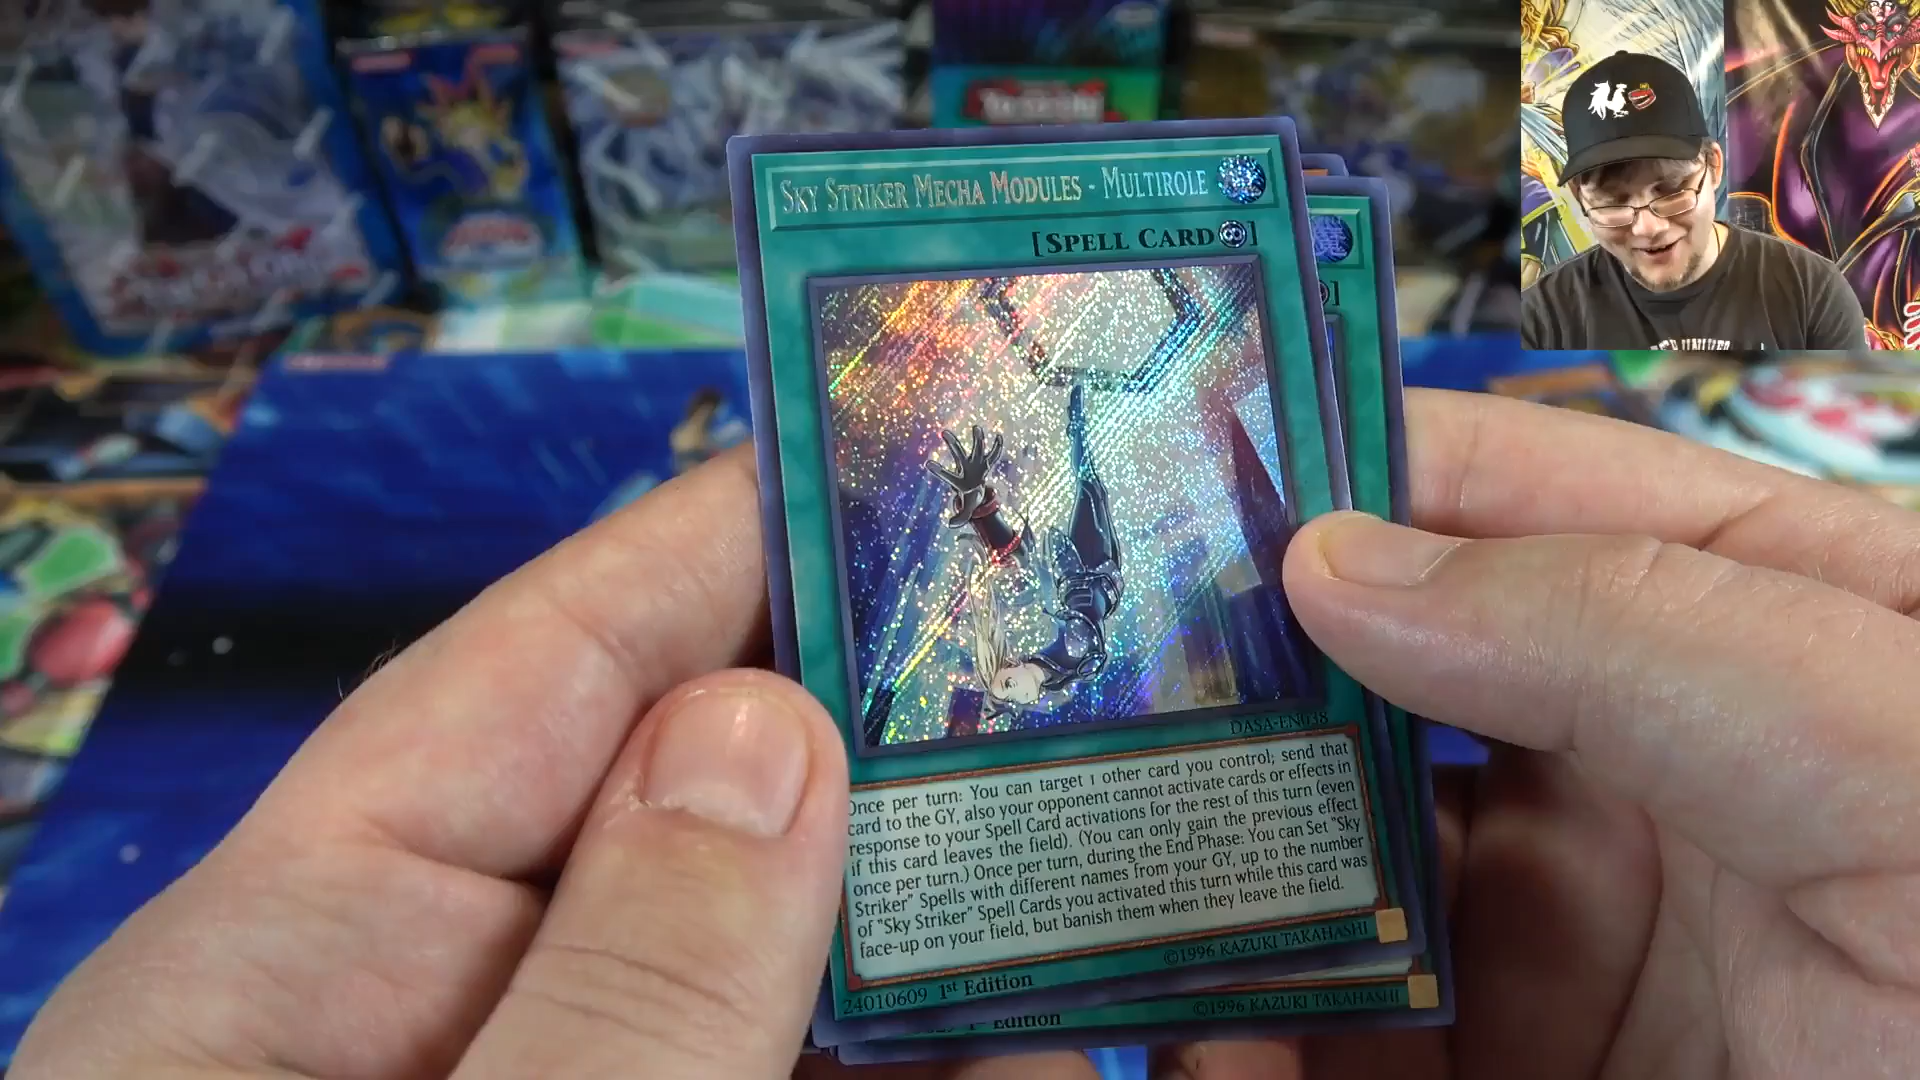 SKY STRIKER MECHA MODULES - MULTIROLE
[SPELL CARD]
DASA-EN038
Once per turn: You can target 1 other card you control; send that
card to the GY, also your opponent cannot activate cards or effects in
response to your Spell Card activations for the rest of this turn (even
if this card leaves the field). (You can only gain the previous effect
once per turn.) Once per turn, during the End Phase: You can Set "Sky
Striker" Spells with different names from your GY, up to the number
of "Sky Striker" Spell Cards you activated this turn while this card was
face-up on your field, but banish them when they leave the field.
24010609 1st Edition
©1996 KAZUKI TAKAHASHI
1st Edition
©1996 KAZUKI TAKAHASHI